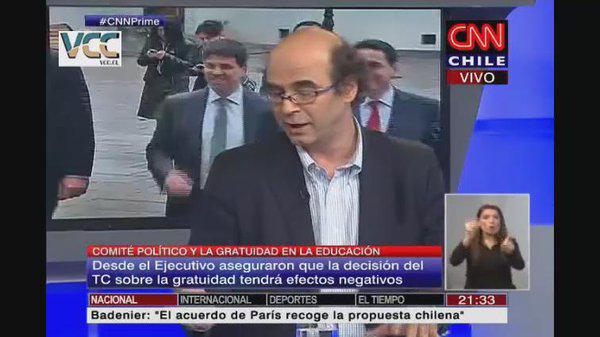 #CNNPrime
VCC
VCC.CL
CNN
CHILE
VIVO
COMITÉ POLÍTICO Y LA GRATUIDAD EN LA EDUCACIÓN
Desde el Ejecutivo aseguraron que la decisión del
TC sobre la gratuidad tendrá efectos negativos
NACIONAL INTERNACIONAL DEPORTES EL TIEMPO 21:33
Badenier: "El acuerdo de París recoge la propuesta chilena"